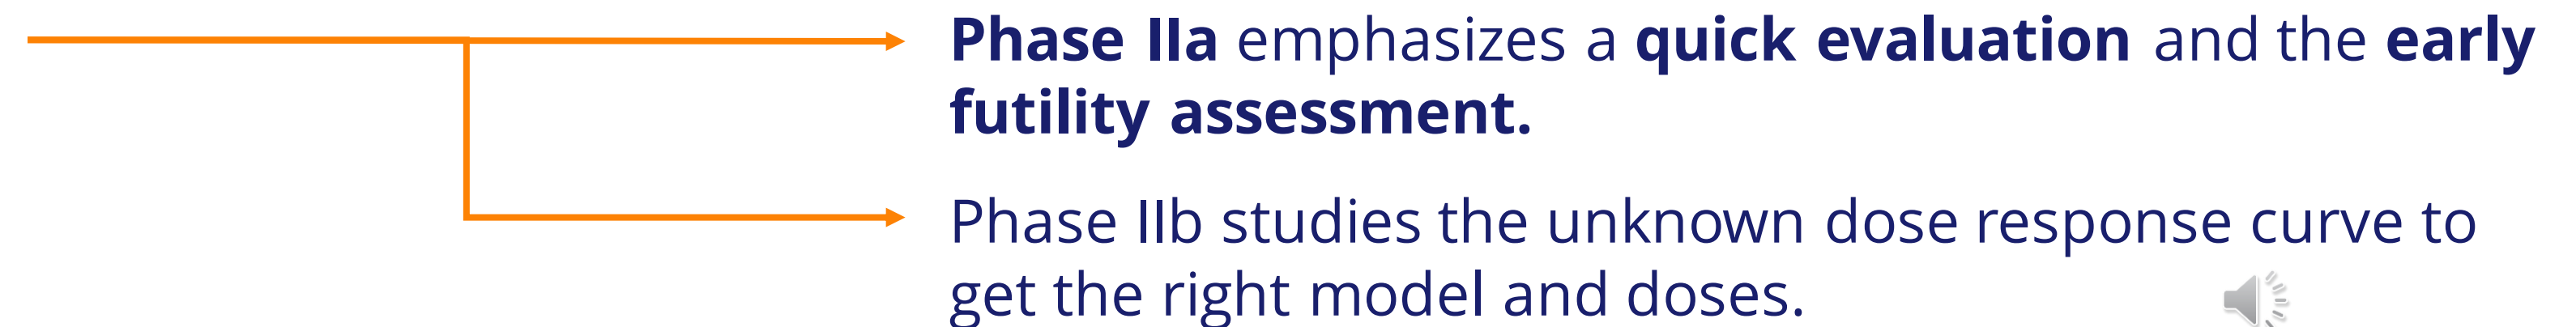 Phase IIa emphasizes a quick evaluation and the early
futility assessment.
Phase IIb studies the unknown dose response curve to
get the right model and doses.